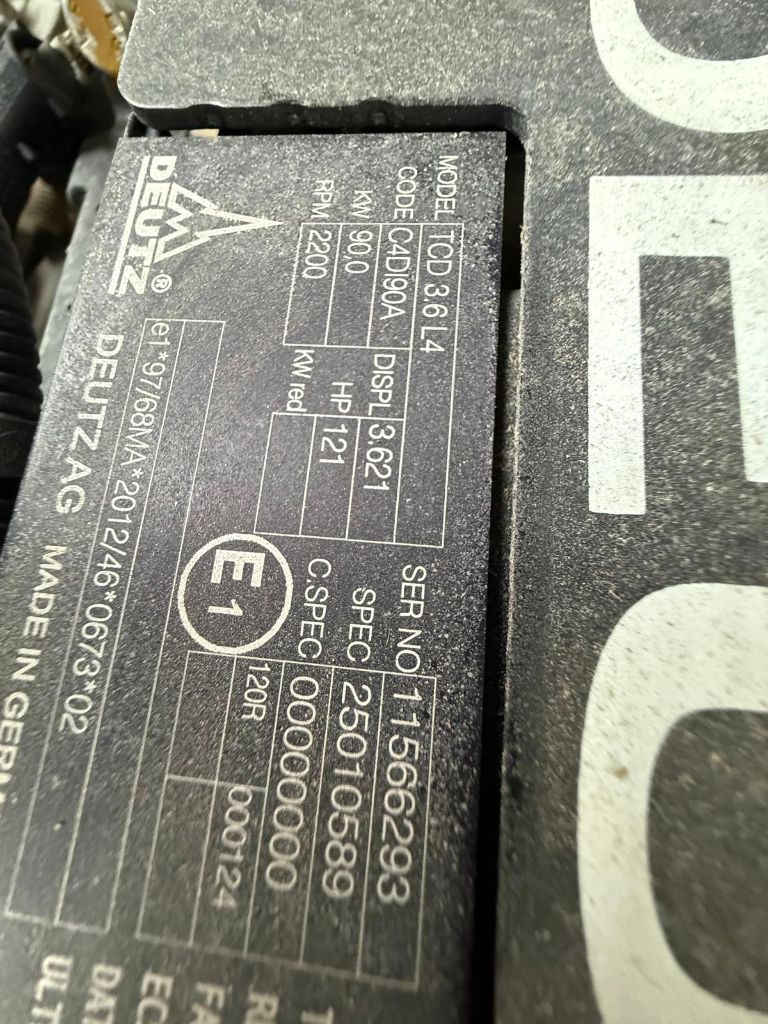 DEUTZ®
MODEL TCD 3.6 L4
CODE C4DI90A DISPL 3.621
KW 90,0 HP 121
RPM 2200 KW red
SER NO 11566293
SPEC 25010589
C.SPEC 00000000
E1
120R 000124
e1*97/68MA*2012/46*0673*02
DEUTZ AG MADE IN GERM